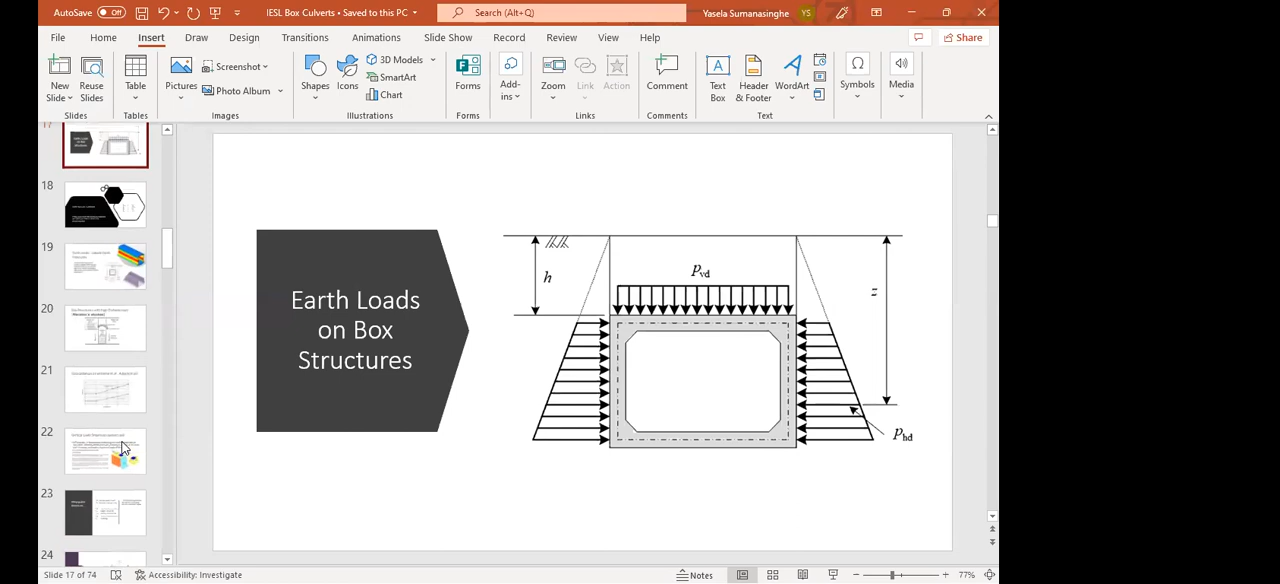 AutoSave Off
IESL Box Culverts • Saved to this PC
Search (Alt+Q)
Yasela Sumanasinghe YS
File Home Insert Draw Design Transitions Animations Slide Show Record Review View Help
Share
New Slide
Reuse Slides
Table
Pictures
Screenshot
Photo Album
Shapes
Icons
3D Models
SmartArt
Chart
Forms
Add-ins
Zoom
Link
Action
Comment
Text Box
Header & Footer
WordArt
Symbols
Media
Slides Tables Images Illustrations Forms Links Comments Text
17
18
19
20
21
22
23
24
Earth Loads
on Box
Structures
h
pvd
z
phd
Slide 17 of 74
Accessibility: Investigate
Notes
77%